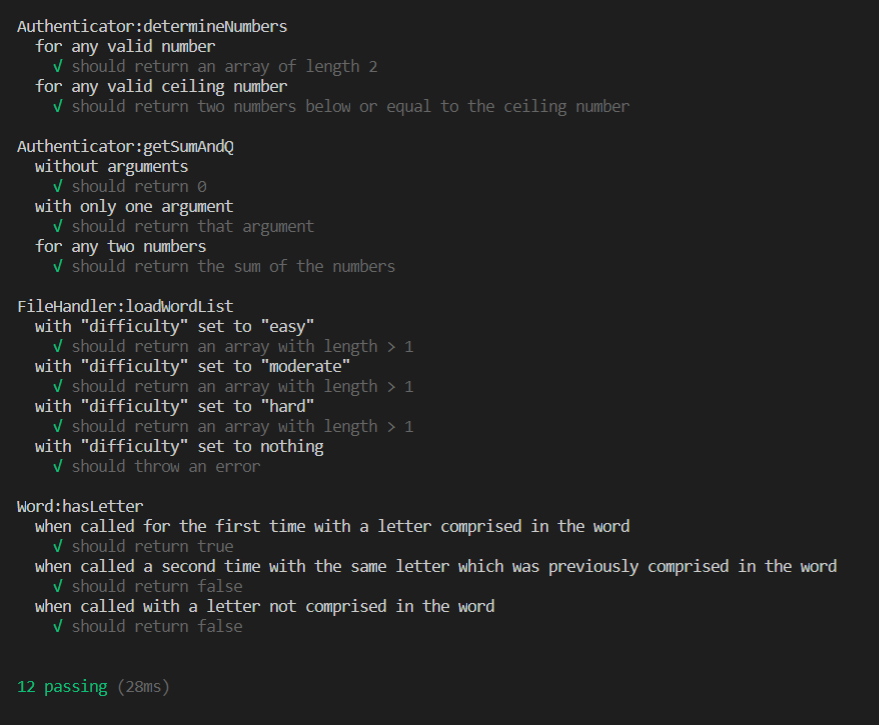 Authenticator:determineNumbers
for any valid number
√ should return an array of length 2
for any valid ceiling number
√ should return two numbers below or equal to the ceiling number
Authenticator:getSumAndQ
without arguments
√ should return 0
with only one argument
√ should return that argument
for any two numbers
√ should return the sum of the numbers
FileHandler:loadWordList
with "difficulty" set to "easy"
√ should return an array with length > 1
with "difficulty" set to "moderate"
√ should return an array with length > 1
with "difficulty" set to "hard"
√ should return an array with length > 1
with "difficulty" set to nothing
√ should throw an error
Word:hasLetter
when called for the first time with a letter comprised in the word
√ should return true
when called a second time with the same letter which was previously comprised in the word
√ should return false
when called with a letter not comprised in the word
√ should return false
12 passing (28ms)